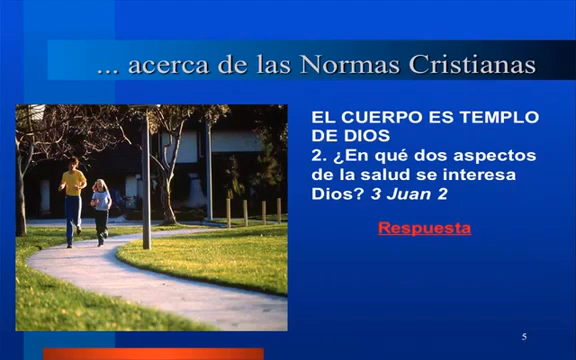 ... acerca de las Normas Cristianas
EL CUERPO ES TEMPLO
DE DIOS
2. ¿En qué dos aspectos
de la salud se interesa
Dios? 3 Juan 2
Respuesta
5